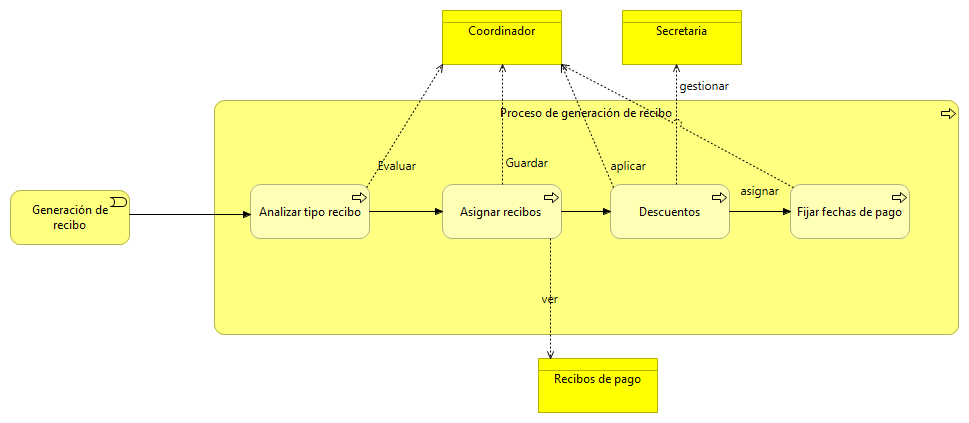 Coordinador
Secretaria
gestionar
Proceso de generación de recibo
Evaluar
Guardar
aplicar
asignar
Generación de
recibo
Analizar tipo recibo
Asignar recibos
Descuentos
Fijar fechas de pago
ver
Recibos de pago